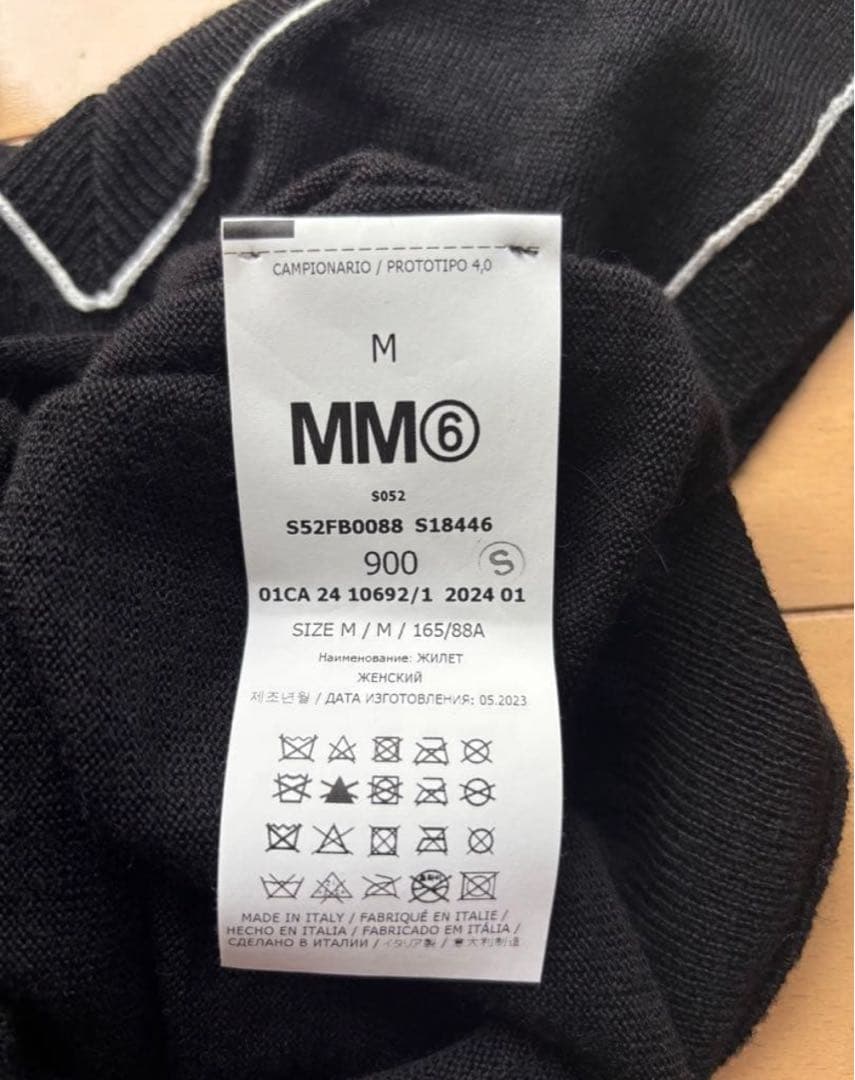 CAMPIONARIO / PROTOTIPO 4,0
M
MM⑥
S052
S52FB0088 S18446
900 Ⓢ
01CA 24 10692/1 2024 01
SIZE M / M / 165/88A
Наименование: ЖИЛЕТ
ЖЕНСКИЙ
제조년월 / ДАТА ИЗГОТОВЛЕНИЯ: 05.2023
MADE IN ITALY / FABRIQUÉ EN ITALIE /
HECHO EN ITALIA / FABRICADO EM ITÁLIA /
СДЕЛАНО В ИТАЛИИ / イタリア製 / 意大利制造